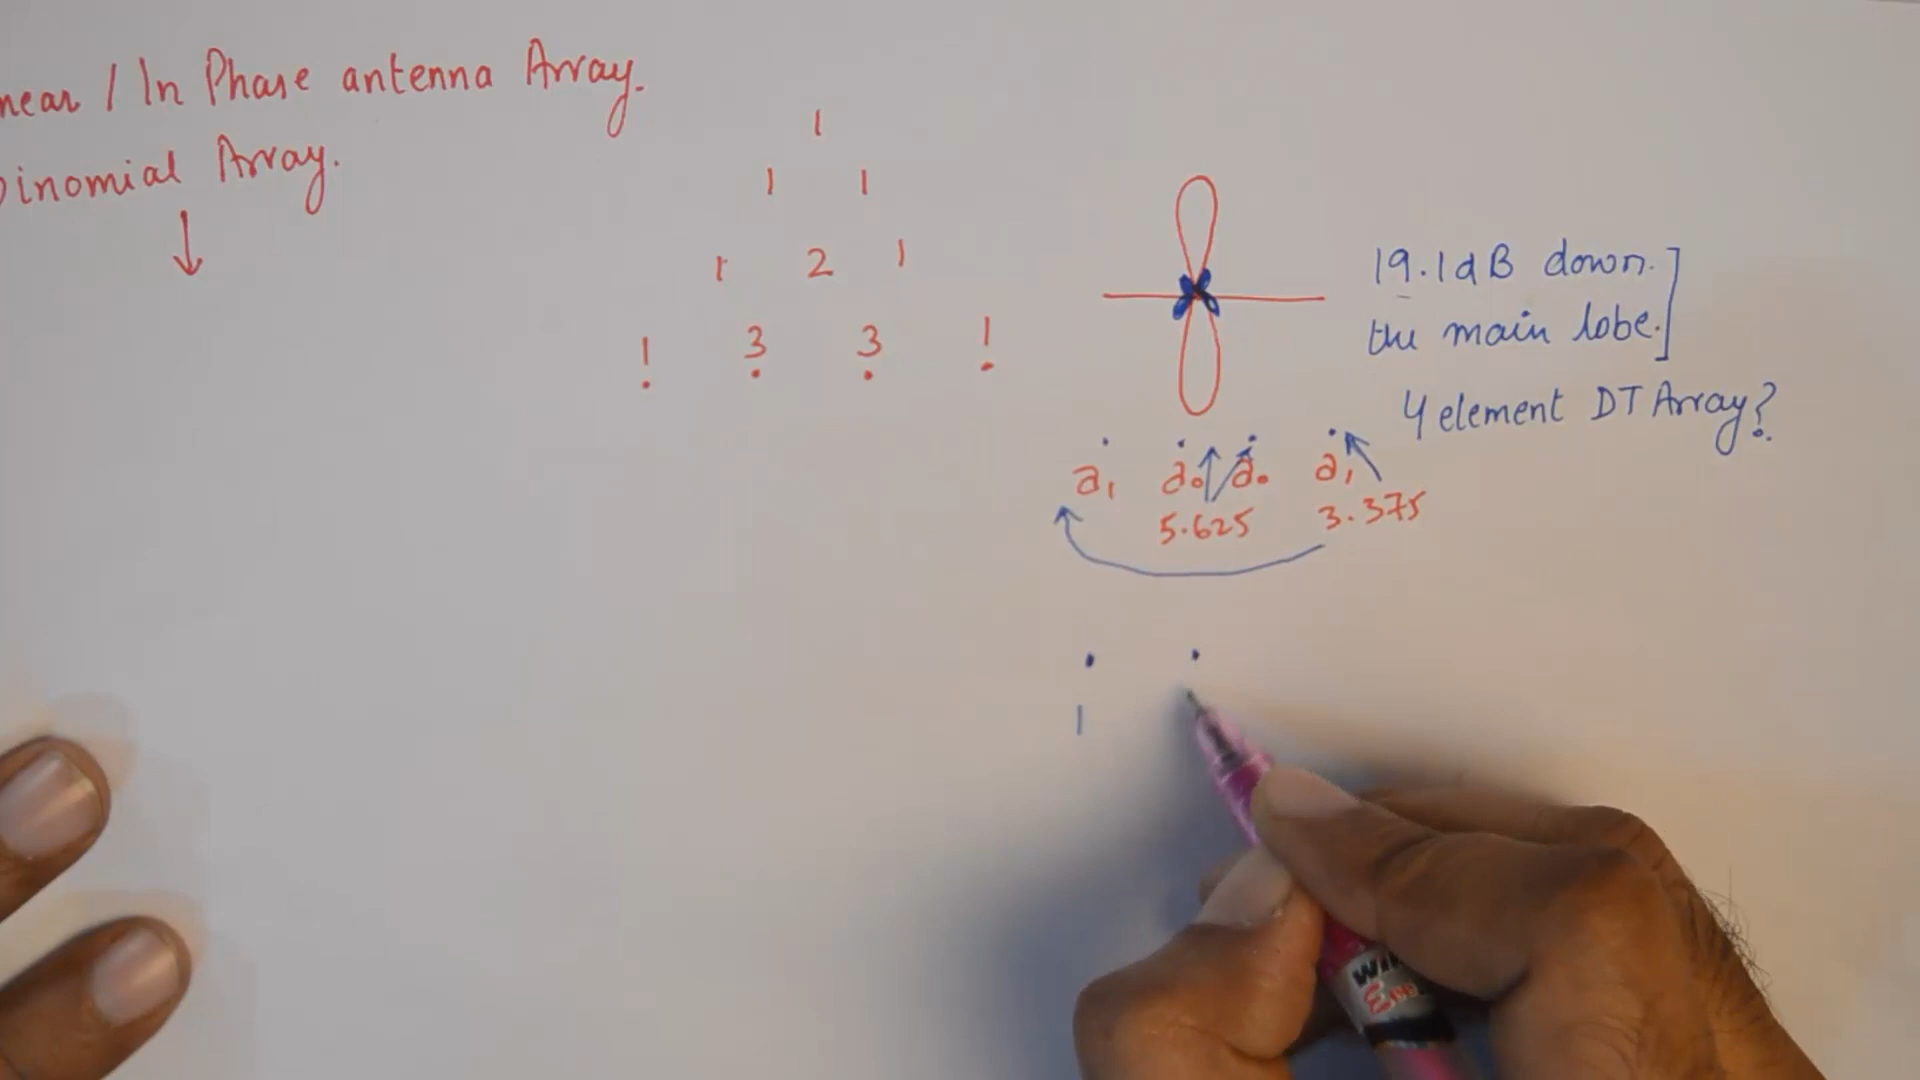 near / In Phase antenna Array.
Binomial Array.
1
1 1
1 2 1
1 3 3 1
19.1dB down.
the main lobe.]
4 element DT Array?
a₁ a₀ a₀ a₁
5.625 3.375
1